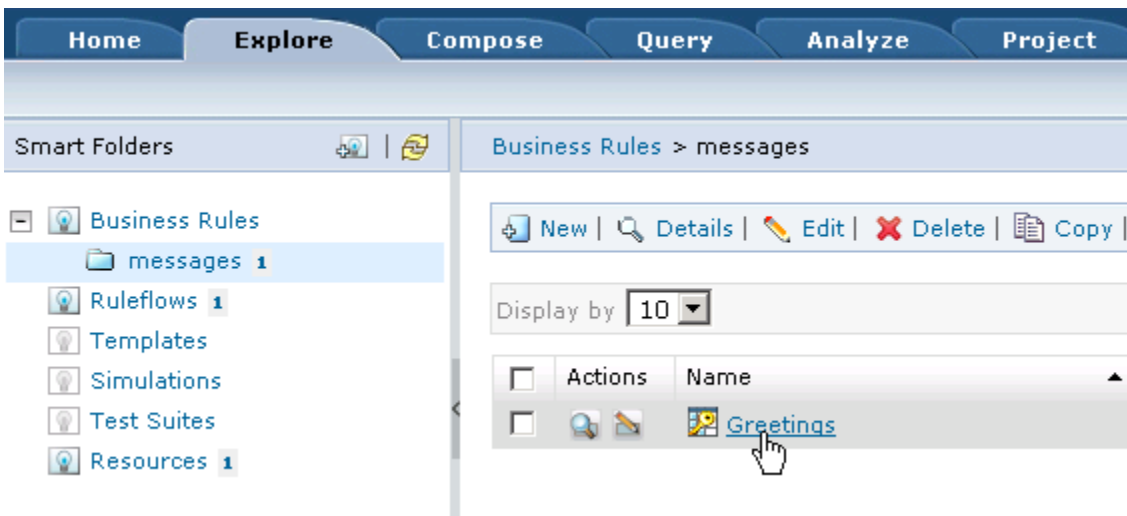 Home Explore Compose Query Analyze Project
Smart Folders |
Business Rules > messages
Business Rules
messages 1
Ruleflows 1
Templates
Simulations
Test Suites
Resources 1
New | Details | Edit | Delete | Copy |
Display by 10
Actions Name
Greetings